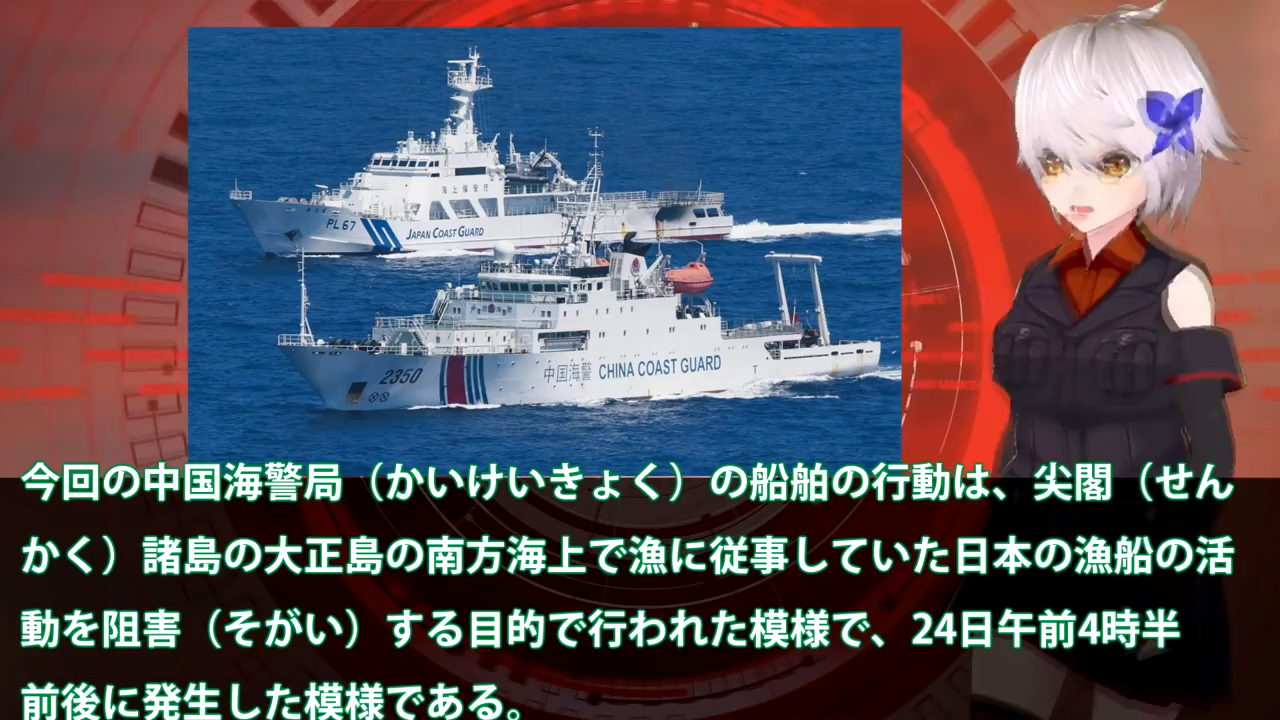 海上保安庁
PL 67
JAPAN COAST GUARD
2350
中国海警 CHINA COAST GUARD
今回の中国海警局（かいけいきょく）の船舶の行動は、尖閣（せん
かく）諸島の大正島の南方海上で漁に従事していた日本の漁船の活
動を阻害（そがい）する目的で行われた模様で、24日午前4時半
前後に発生した模様である。